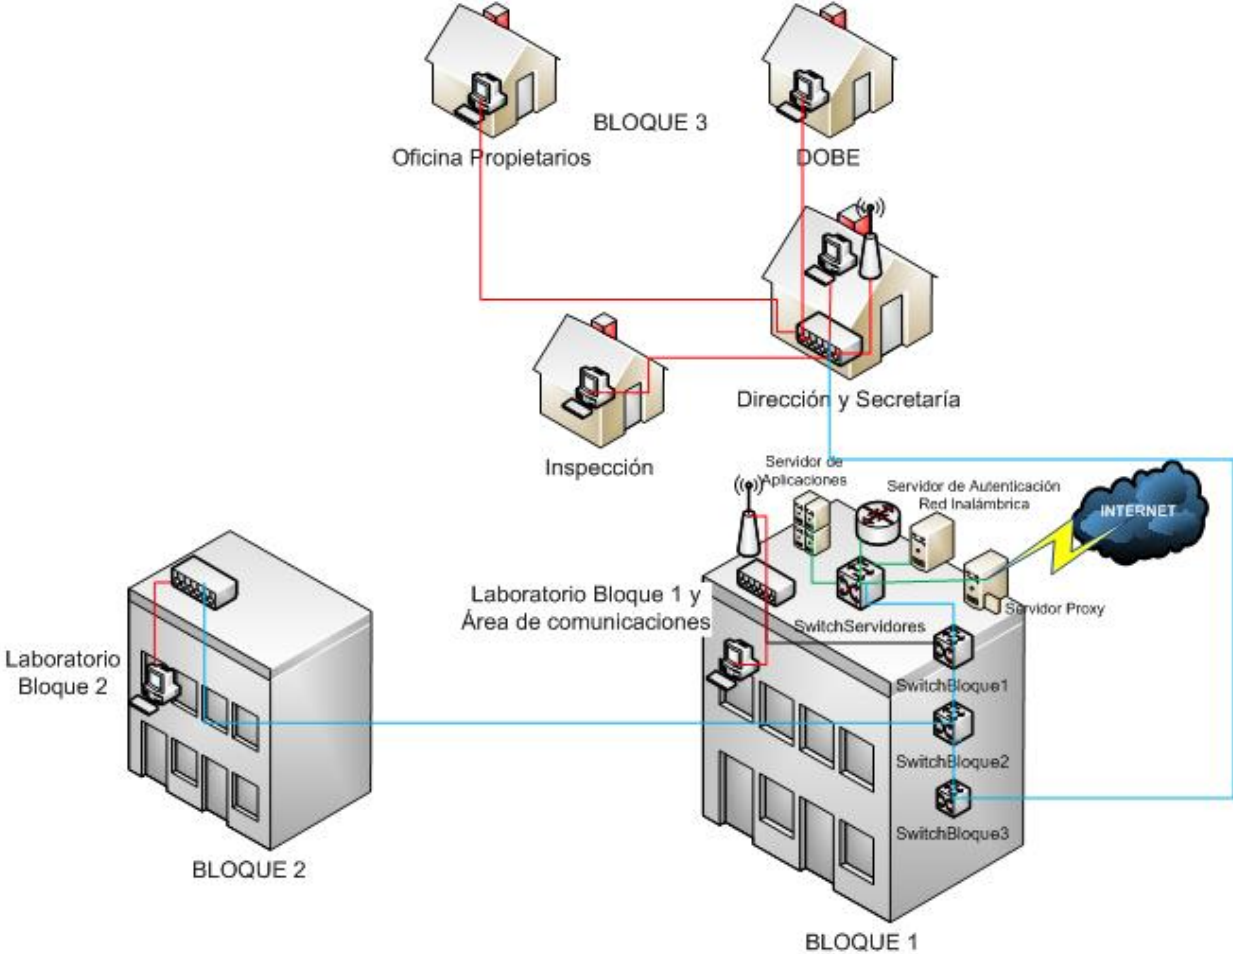 BLOQUE 3
Oficina Propietarios
DOBE
Dirección y Secretaría
Inspección
Servidor de
Aplicaciones
Servidor de Autenticación
Red Inalámbrica
INTERNET
Laboratorio Bloque 1 y
Área de comunicaciones
SwitchServidores
Servidor Proxy
Laboratorio
Bloque 2
SwitchBloque1
SwitchBloque2
SwitchBloque3
BLOQUE 2
BLOQUE 1